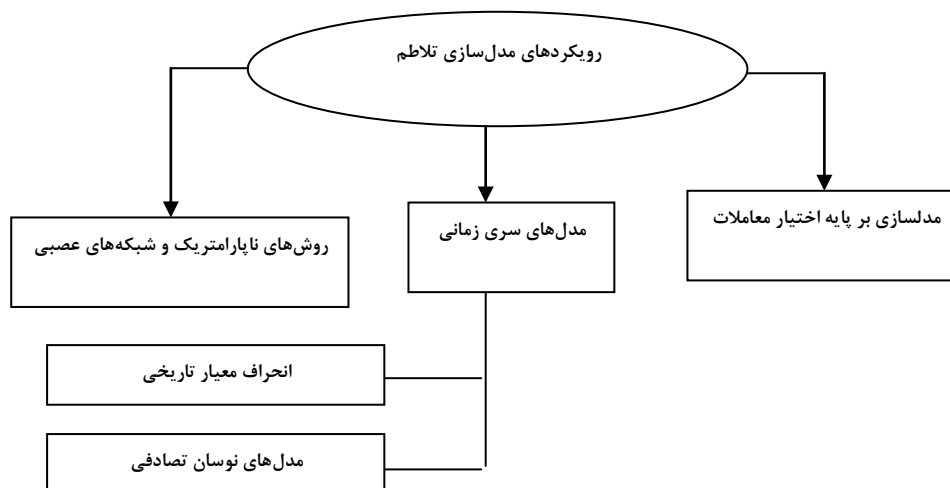 رویکردهای مدل‌سازی تلاطم
مدلسازی بر پایه اختیار معاملات
مدل‌های سری زمانی
روش‌های ناپارامتریک و شبکه‌های عصبی
انحراف معیار تاریخی
مدل‌های نوسان تصادفی